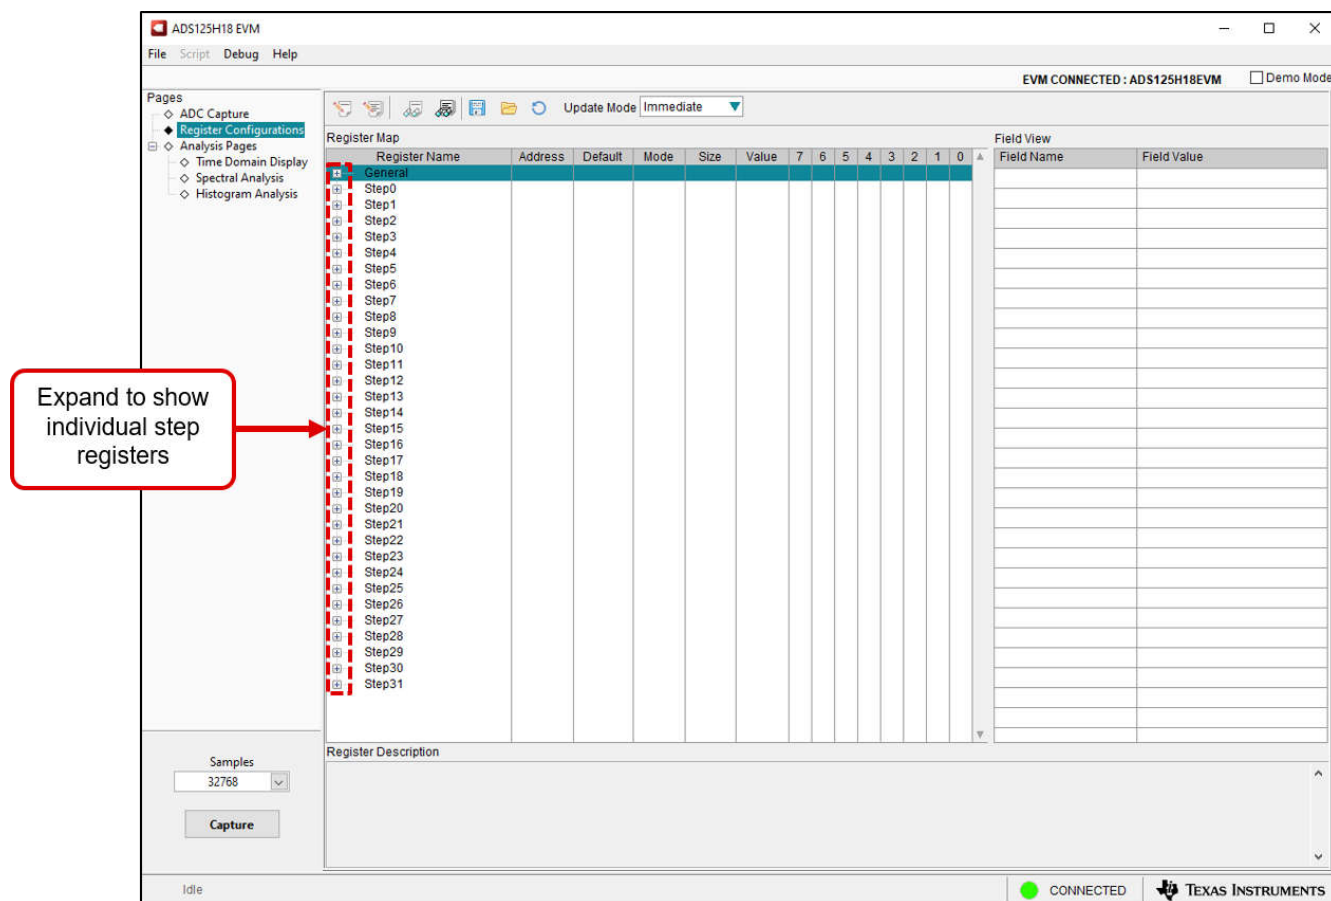 ADS125H18 EVM
File Script Debug Help
EVM CONNECTED : ADS125H18EVM Demo Mode
Pages
ADC Capture
Register Configurations
Analysis Pages
Time Domain Display
Spectral Analysis
Histogram Analysis
Update Mode Immediate
Register Map
Register Name Address Default Mode Size Value 7 6 5 4 3 2 1 0
General
Step0
Step1
Step2
Step3
Step4
Step5
Step6
Step7
Step8
Step9
Step10
Step11
Step12
Step13
Step14
Step15
Step16
Step17
Step18
Step19
Step20
Step21
Step22
Step23
Step24
Step25
Step26
Step27
Step28
Step29
Step30
Step31
Field View
Field Name Field Value
Expand to show
individual step
registers
Register Description
Samples
32768
Capture
Idle
CONNECTED
TEXAS INSTRUMENTS